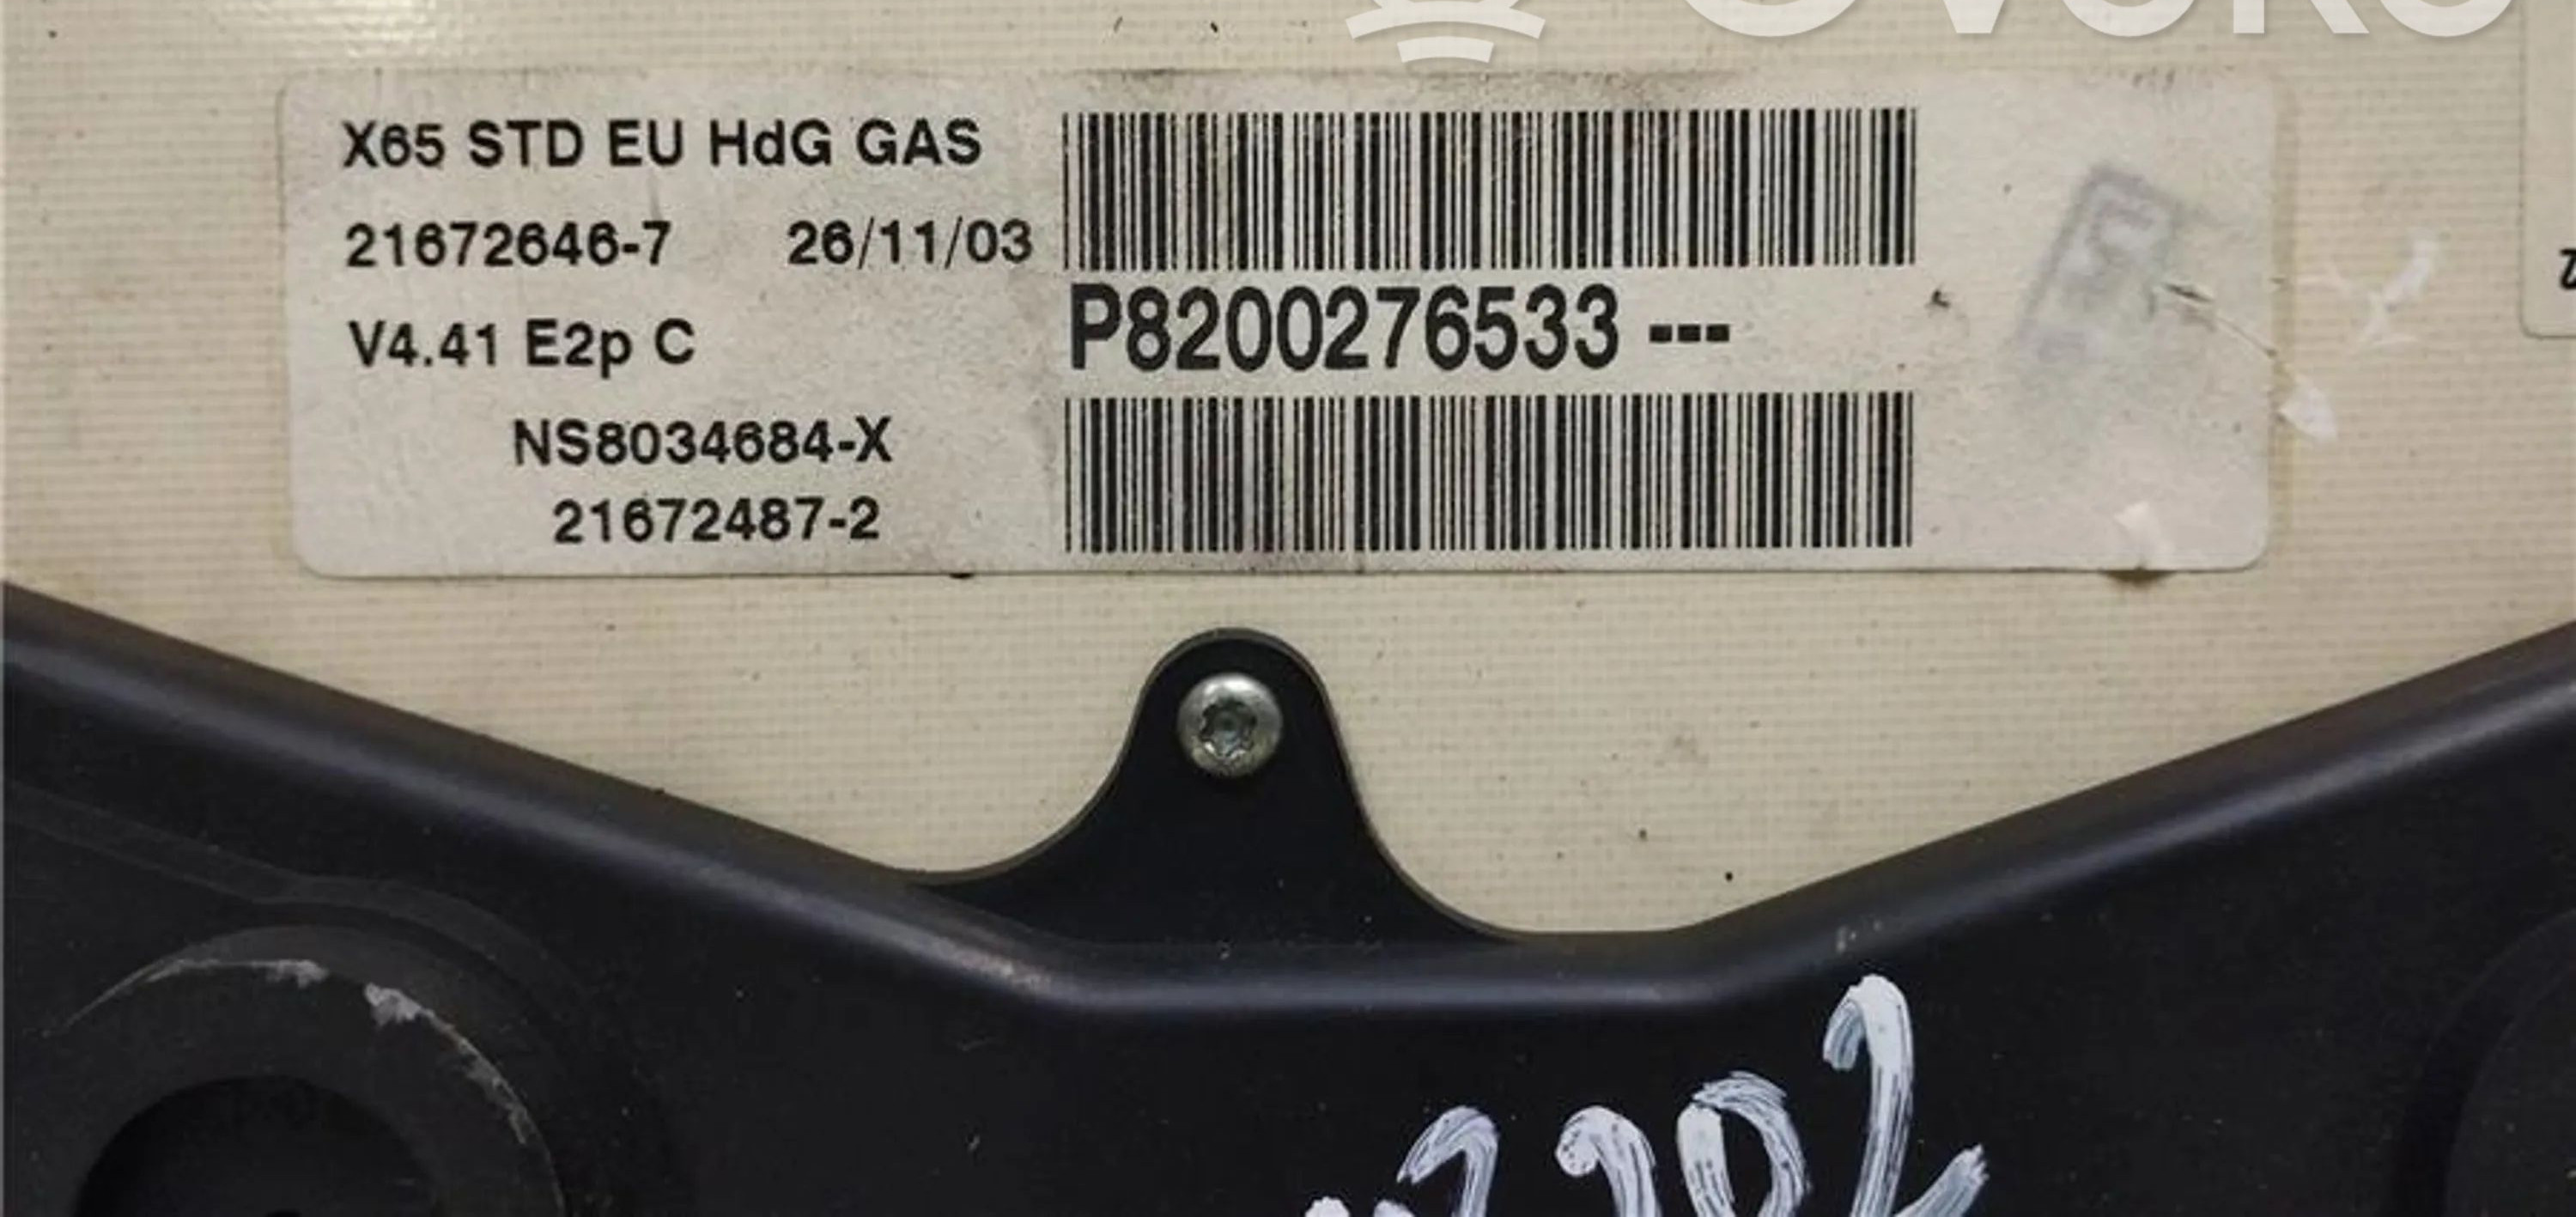 X65 STD EU HdG GAS
21672646-7 26/11/03
V4.41 E2p C
P8200276533 ---
NS8034684-X
21672487-2